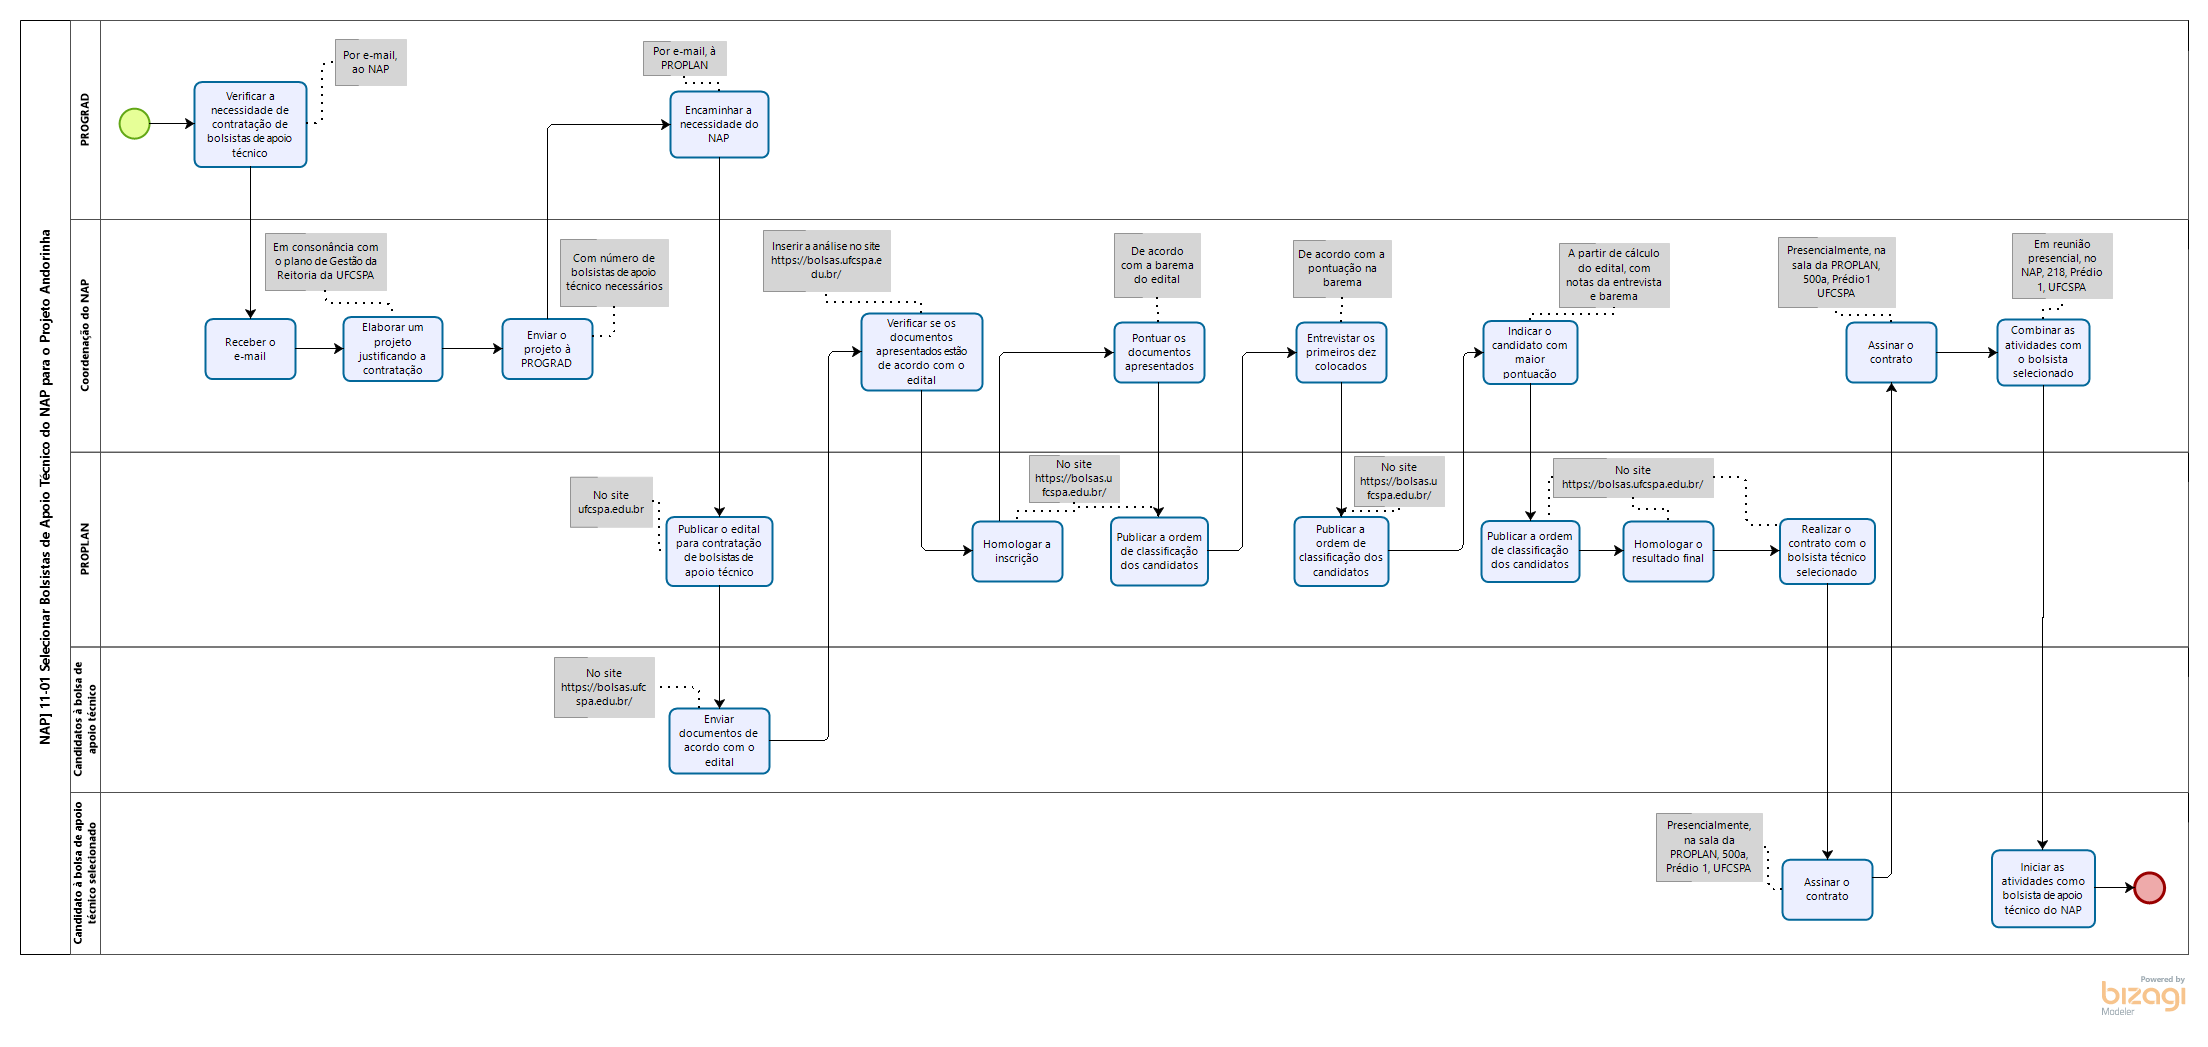 NAP] 11-01 Selecionar Bolsistas de Apoio Técnico do NAP para o Projeto Andorinha
PROGRAD
Verificar a
necessidade de
contratação de
bolsistas de apoio
técnico
Por e-mail,
ao NAP
Por e-mail, à
PROPLAN
Encaminhar a
necessidade do
NAP
Coordenação do NAP
Receber o
e-mail
Em consonância com
o plano de Gestão da
Reitoria da UFCSPA
Elaborar um
projeto
justificando a
contratação
Com número de
bolsistas de apoio
técnico necessários
Enviar o
projeto à
PROGRAD
Inserir a análise no site
https://bolsas.ufcspa.e
du.br/
Verificar se os
documentos
apresentados estão
de acordo com o
edital
De acordo
com a barema
do edital
Pontuar os
documentos
apresentados
De acordo com a
pontuação na
barema
Entrevistar os
primeiros dez
colocados
A partir de cálculo
do edital, com
notas da entrevista
e barema
Indicar o
candidato com
maior
pontuação
Presencialmente, na
sala da PROPLAN,
500a, Prédio1
UFCSPA
Assinar o
contrato
Em reunião
presencial, no
NAP, 218, Prédio
1, UFCSPA
Combinar as
atividades com
o bolsista
selecionado
PROPLAN
No site
ufcspa.edu.br
Publicar o edital
para contratação
de bolsistas de
apoio técnico
Homologar a
inscrição
No site
https://bolsas.u
fcspa.edu.br/
Publicar a ordem
de classificação
dos candidatos
No site
https://bolsas.u
fcspa.edu.br/
Publicar a
ordem de
classificação dos
candidatos
No site
https://bolsas.ufcspa.edu.br/
Publicar a ordem
de classificação
dos candidatos
Homologar o
resultado final
Realizar o
contrato com o
bolsista técnico
selecionado
Candidatos à bolsa de
apoio técnico
No site
https://bolsas.ufc
spa.edu.br/
Enviar
documentos de
acordo com o
edital
Candidato à bolsa de apoio
técnico selecionado
Presencialmente,
na sala da
PROPLAN, 500a,
Prédio 1, UFCSPA
Assinar o
contrato
Iniciar as
atividades como
bolsista de apoio
técnico do NAP
Powered by
bizagi
Modeler